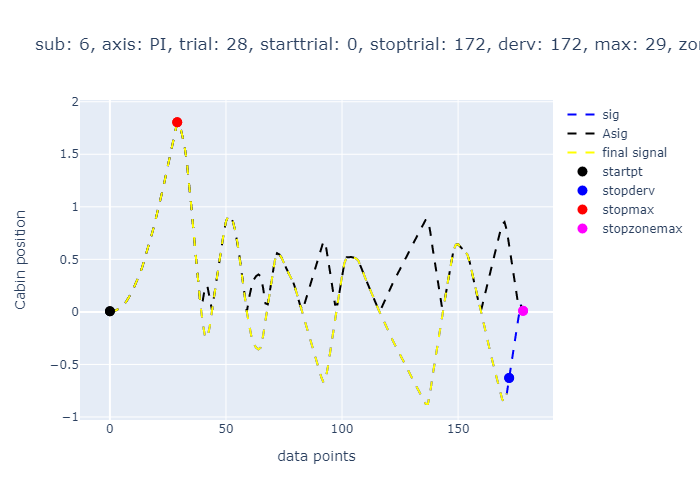 sub: 6, axis: PI, trial: 28, starttrial: 0, stoptrial: 172, derv: 172, max: 29,
2
1.5
1
0.5
0
−0.5
−1
0
50
100
150
Cabin position
data points
sig
Asig
final signal
startpt
stopderv
stopmax
stopzonemax